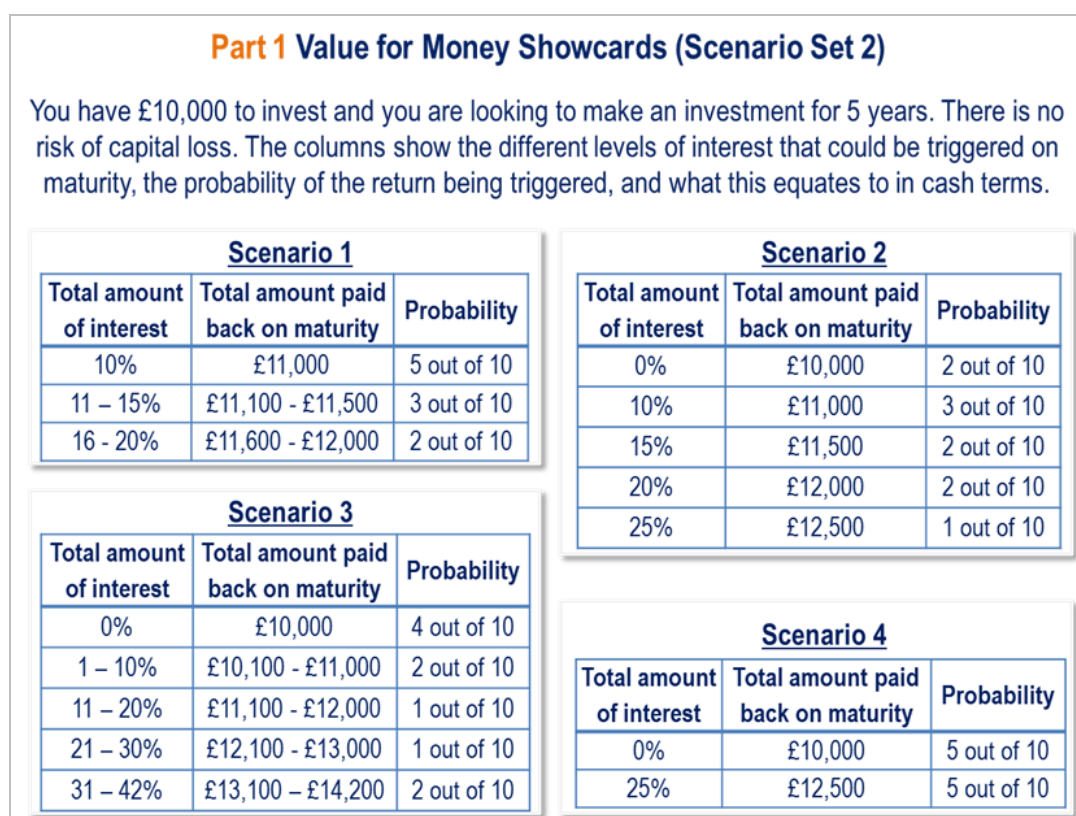 Part 1 Value for Money Showcards (Scenario Set 2)
You have £10,000 to invest and you are looking to make an investment for 5 years. There is no
risk of capital loss. The columns show the different levels of interest that could be triggered on
maturity, the probability of the return being triggered, and what this equates to in cash terms.
Scenario 1
Total amount of interest Total amount paid back on maturity Probability
10% £11,000 5 out of 10
11 – 15% £11,100 - £11,500 3 out of 10
16 - 20% £11,600 - £12,000 2 out of 10
Scenario 2
Total amount of interest Total amount paid back on maturity Probability
0% £10,000 2 out of 10
10% £11,000 3 out of 10
15% £11,500 2 out of 10
20% £12,000 2 out of 10
25% £12,500 1 out of 10
Scenario 3
Total amount of interest Total amount paid back on maturity Probability
0% £10,000 4 out of 10
1 – 10% £10,100 - £11,000 2 out of 10
11 – 20% £11,100 - £12,000 1 out of 10
21 – 30% £12,100 - £13,000 1 out of 10
31 – 42% £13,100 – £14,200 2 out of 10
Scenario 4
Total amount of interest Total amount paid back on maturity Probability
0% £10,000 5 out of 10
25% £12,500 5 out of 10